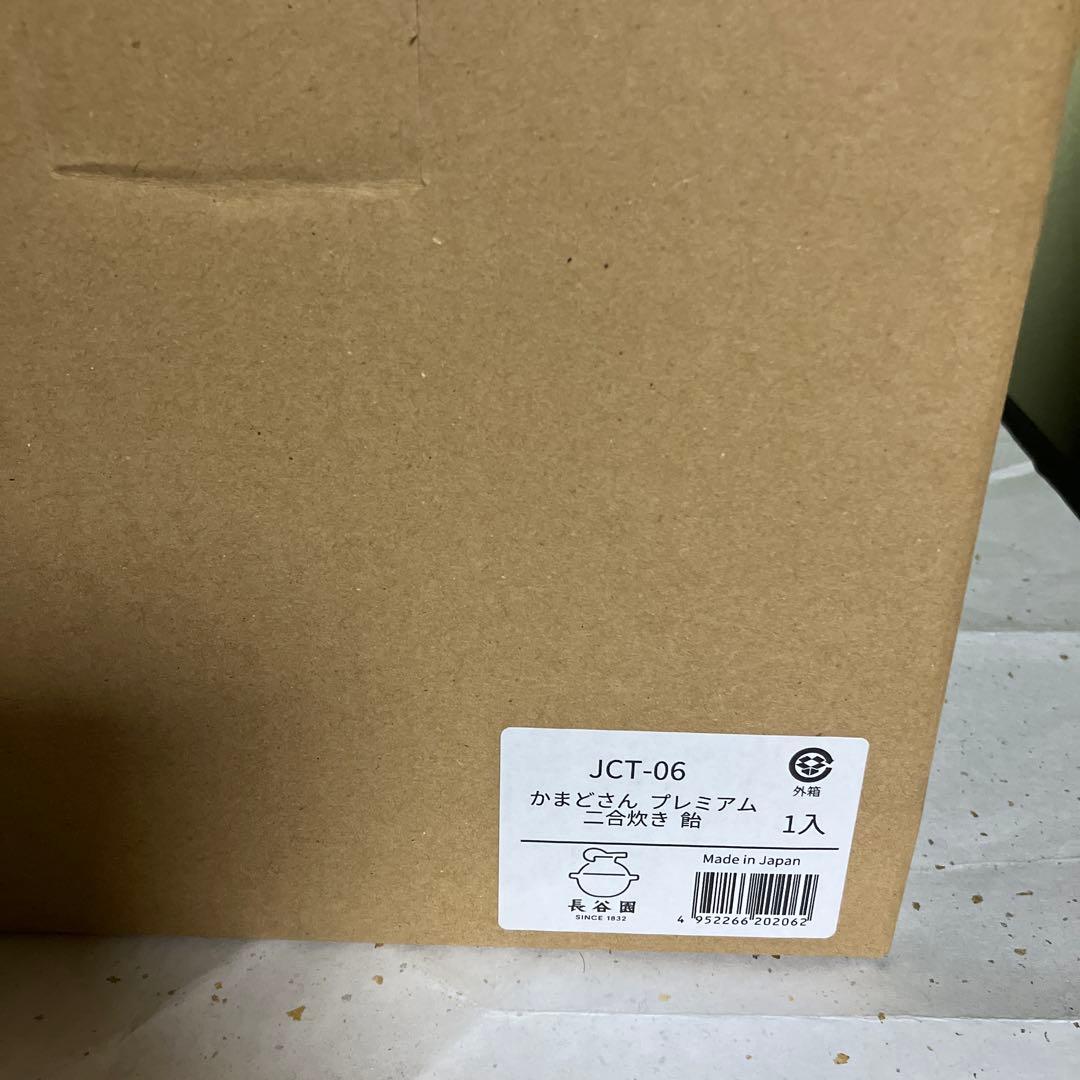 JCT-06
外箱
かまどさん プレミアム
二合炊き 飴
1入
Made in Japan
長谷園
SINCE 1832
4 952266 202062